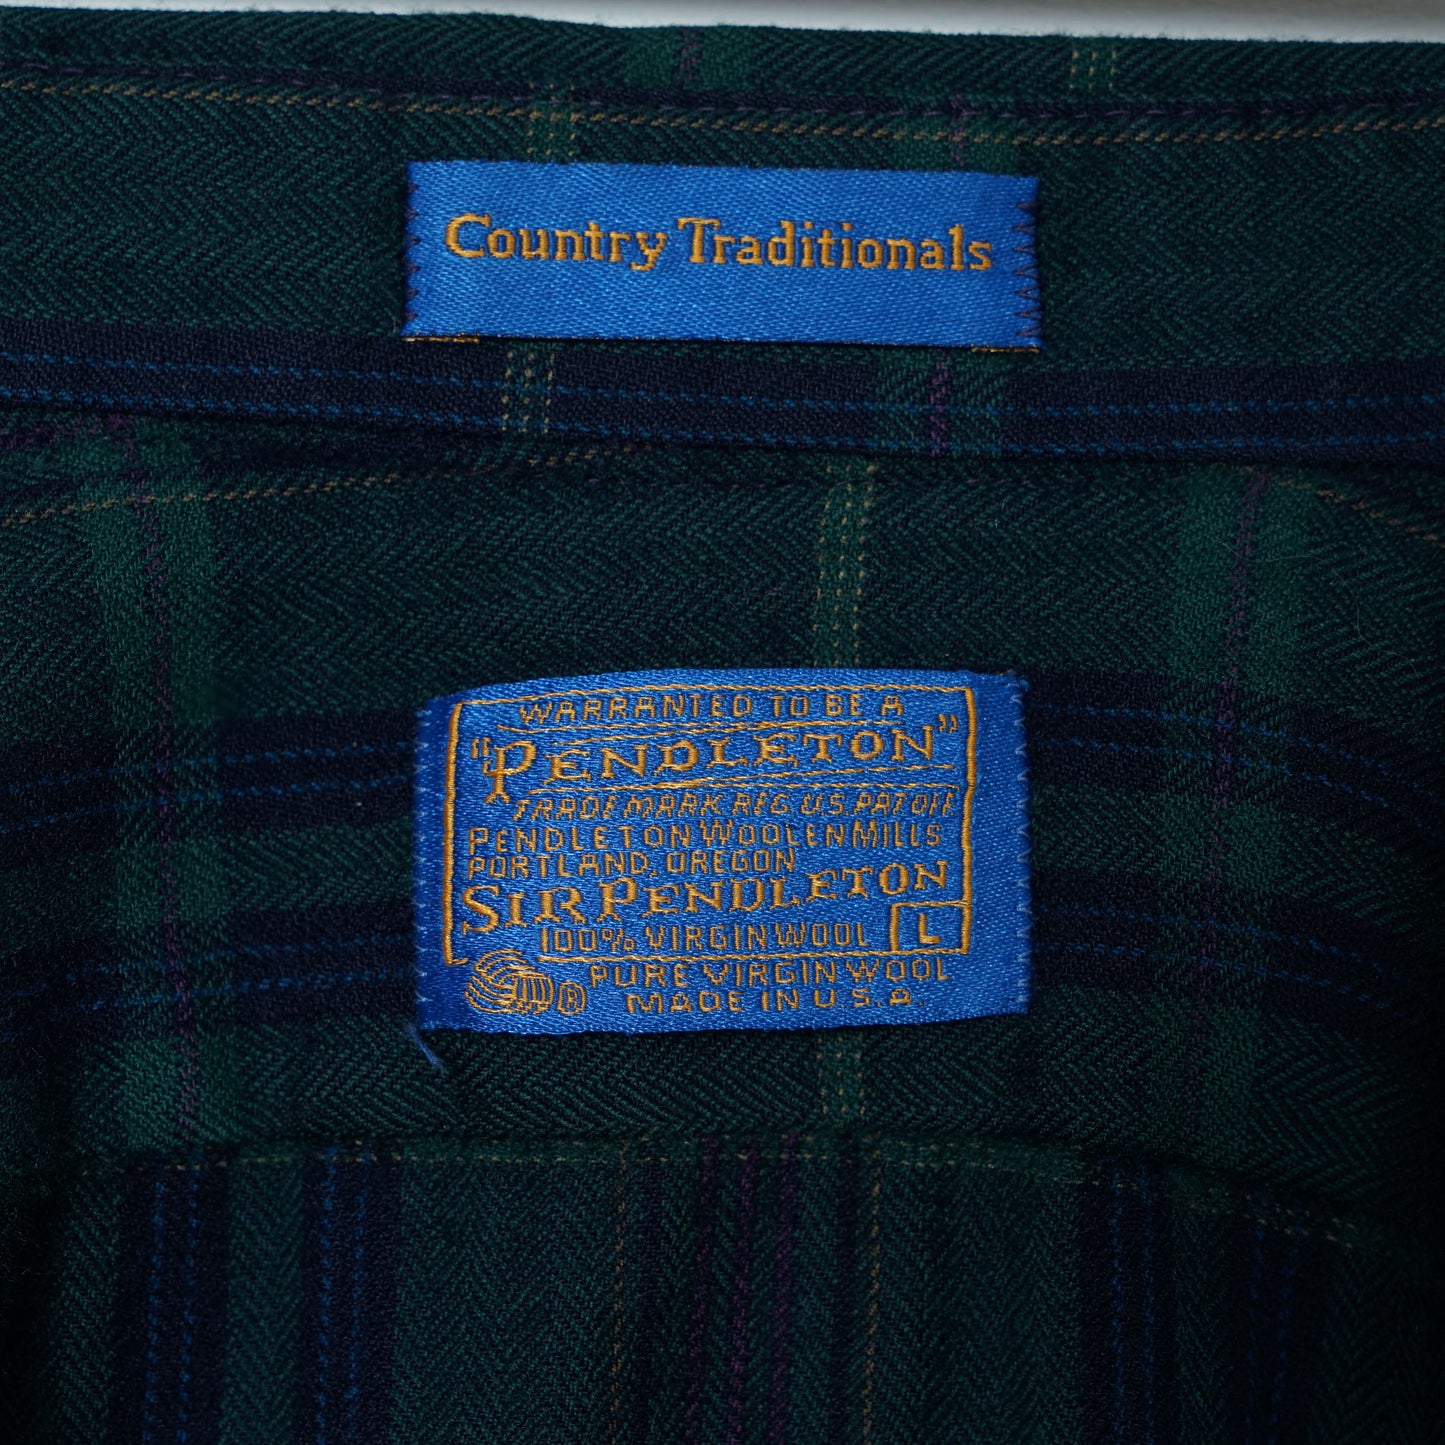 Country Traditionals
WARRANTED TO BE A
"PENDLETON"
TRADE MARK REG. U.S. PAT OFF
PENDLETON WOOLEN MILLS
PORTLAND, OREGON
SIR PENDLETON
100% VIRGIN WOOL L
® PURE VIRGIN WOOL
MADE IN U.S.A.